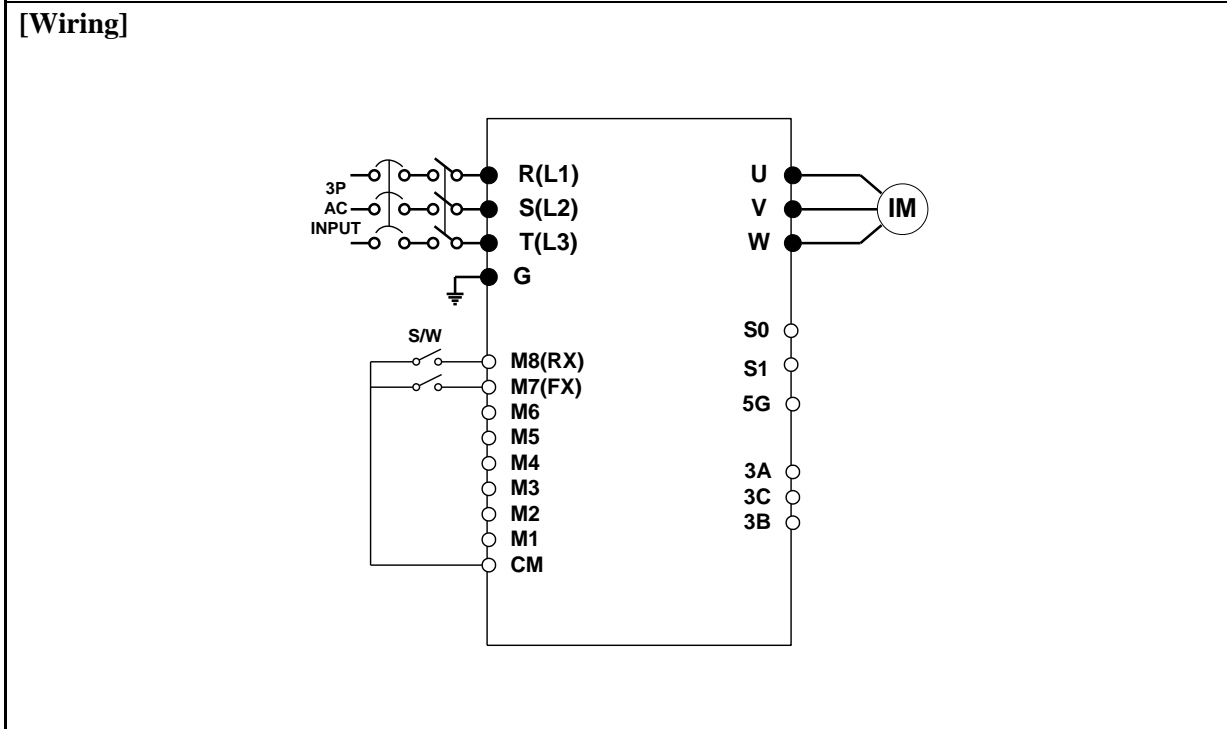 [Wiring]
3P
AC
INPUT
R(L1)
S(L2)
T(L3)
G
U
V
W
IM
S/W
M8(RX)
M7(FX)
M6
M5
M4
M3
M2
M1
CM
S0
S1
5G
3A
3C
3B